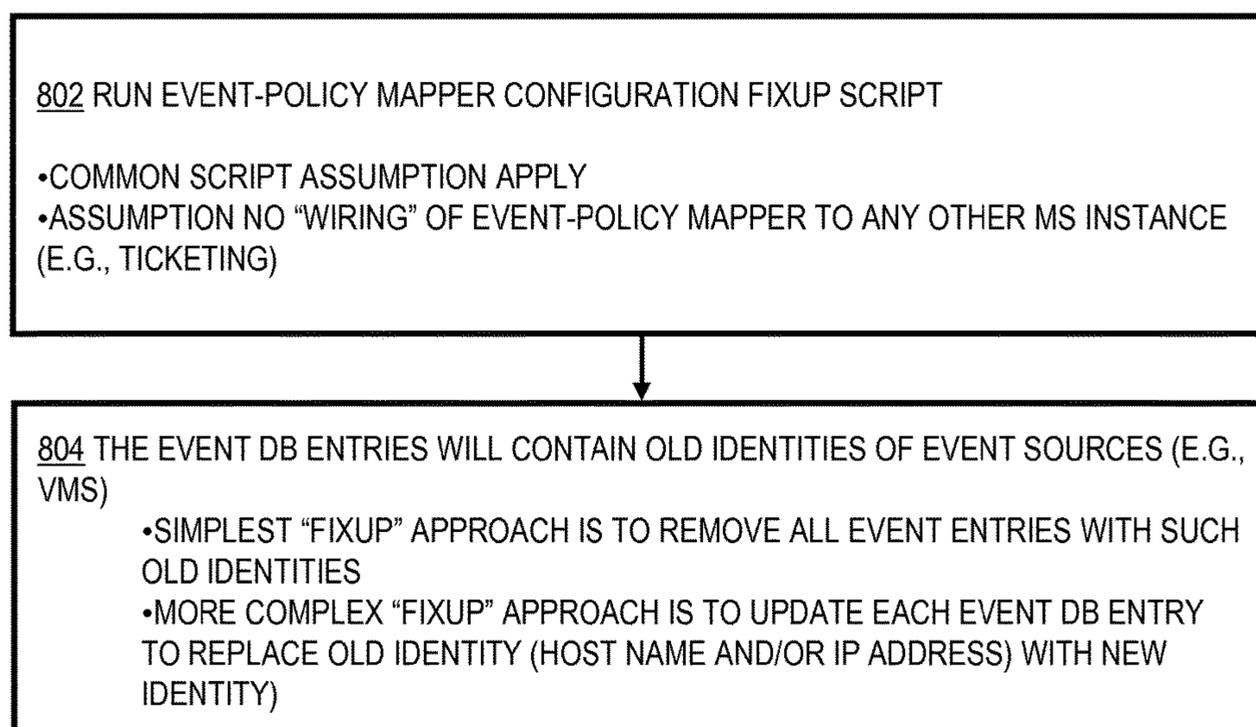 802 RUN EVENT-POLICY MAPPER CONFIGURATION FIXUP SCRIPT
•COMMON SCRIPT ASSUMPTION APPLY
•ASSUMPTION NO “WIRING” OF EVENT-POLICY MAPPER TO ANY OTHER MS INSTANCE
(E.G., TICKETING)
804 THE EVENT DB ENTRIES WILL CONTAIN OLD IDENTITIES OF EVENT SOURCES (E.G.,
VMS)
•SIMPLEST “FIXUP” APPROACH IS TO REMOVE ALL EVENT ENTRIES WITH SUCH
OLD IDENTITIES
•MORE COMPLEX “FIXUP” APPROACH IS TO UPDATE EACH EVENT DB ENTRY
TO REPLACE OLD IDENTITY (HOST NAME AND/OR IP ADDRESS) WITH NEW
IDENTITY)